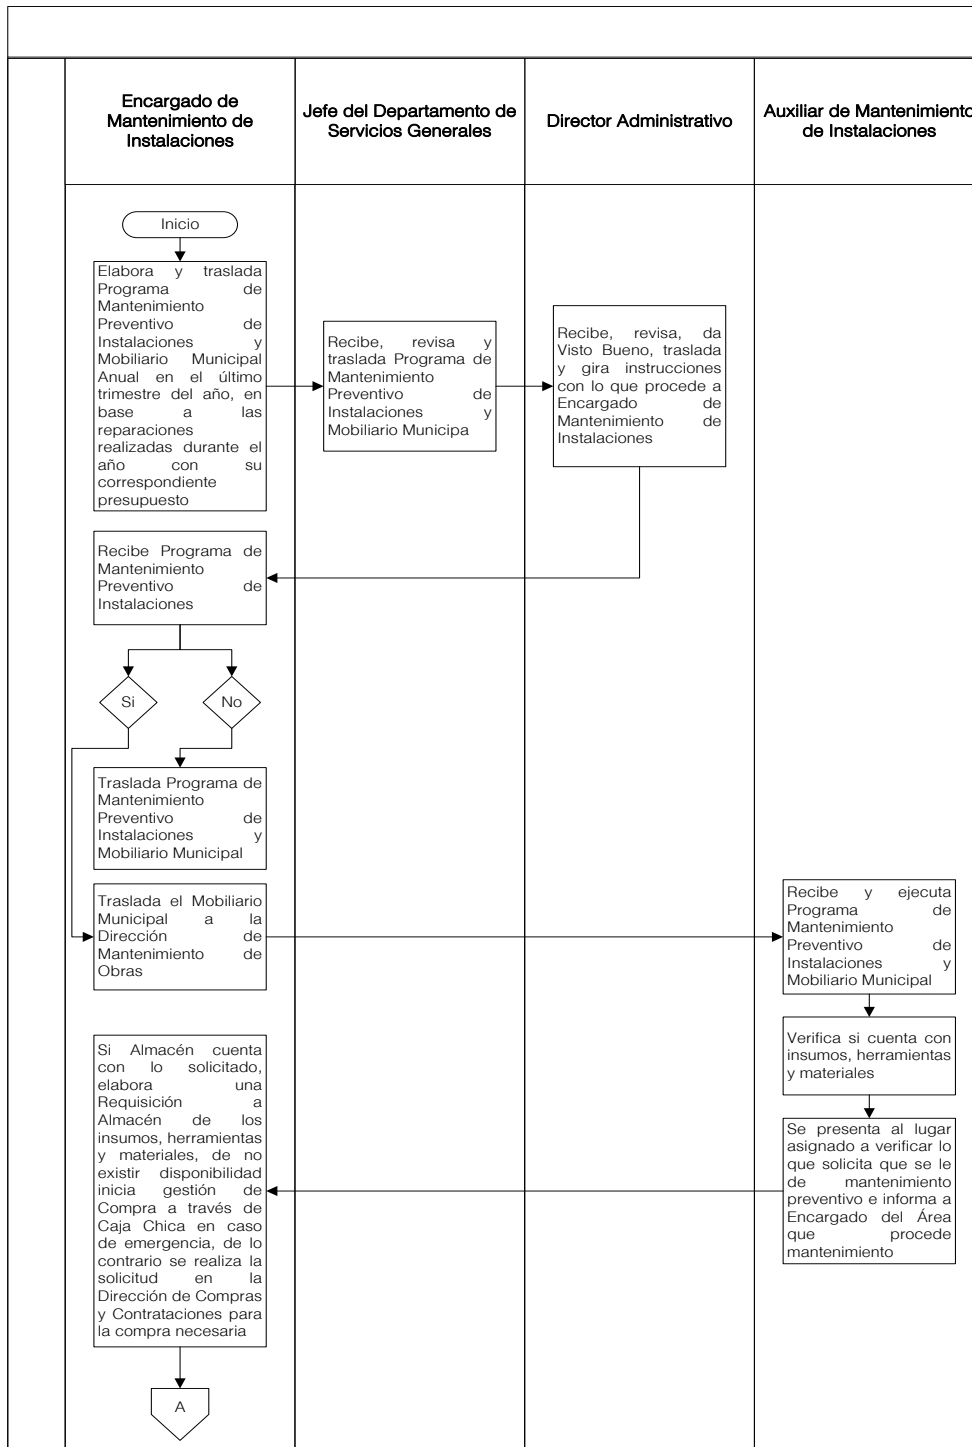 Encargado de
Mantenimiento de
Instalaciones
Jefe del Departamento de
Servicios Generales
Director Administrativo
Auxiliar de Mantenimiento
de Instalaciones
Inicio
Elabora y traslada
Programa de
Mantenimiento
Preventivo de
Instalaciones y
Mobiliario Municipal
Anual en el último
trimestre del año, en
base a las
reparaciones
realizadas durante el
año con su
correspondiente
presupuesto
Recibe, revisa y
traslada Programa de
Mantenimiento
Preventivo de
Instalaciones y
Mobiliario Municipa
Recibe, revisa, da
Visto Bueno, traslada
y gira instrucciones
con lo que procede a
Encargado de
Mantenimiento de
Instalaciones
Recibe Programa de
Mantenimiento
Preventivo de
Instalaciones
Si
No
Traslada Programa de
Mantenimiento
Preventivo de
Instalaciones y
Mobiliario Municipal
Traslada el Mobiliario
Municipal a la
Dirección de
Mantenimiento de
Obras
Recibe y ejecuta
Programa de
Mantenimiento
Preventivo de
Instalaciones y
Mobiliario Municipal
Verifica si cuenta con
insumos, herramientas
y materiales
Se presenta al lugar
asignado a verificar lo
que solicita que se le
de mantenimiento
preventivo e informa a
Encargado del Área
que procede
mantenimiento
Si Almacén cuenta
con lo solicitado,
elabora una
Requisición a
Almacén de los
insumos, herramientas
y materiales, de no
existir disponibilidad
inicia gestión de
Compra a través de
Caja Chica en caso
de emergencia, de lo
contrario se realiza la
solicitud en la
Dirección de Compras
y Contrataciones para
la compra necesaria
A